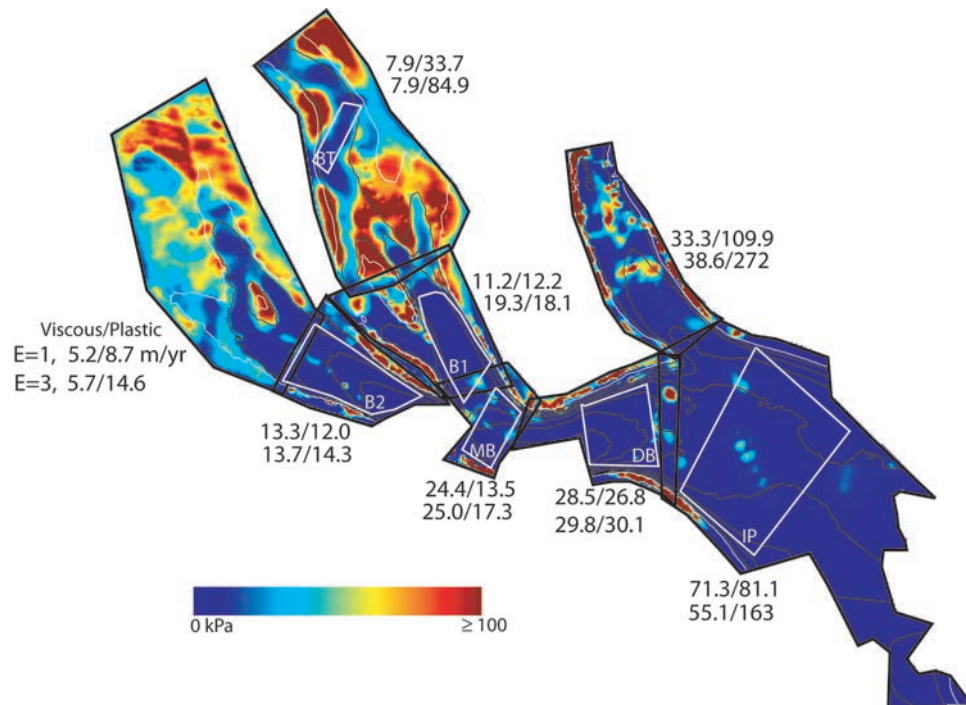 7.9/33.7
7.9/84.9
BT
33.3/109.9
38.6/272
11.2/12.2
19.3/18.1
Viscous/Plastic
E=1, 5.2/8.7 m/yr
E=3, 5.7/14.6
B1
B2
13.3/12.0
13.7/14.3
MB
DB
24.4/13.5
25.0/17.3
28.5/26.8
29.8/30.1
IP
71.3/81.1
55.1/163
0 kPa
≥ 100